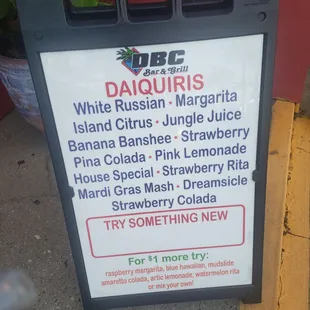 DBC
Bar & Grill
DAIQUIRIS
White Russian • Margarita
Island Citrus • Jungle Juice
Banana Banshee • Strawberry
Pina Colada • Pink Lemonade
House Special • Strawberry Rita
Mardi Gras Mash • Dreamsicle
Strawberry Colada
TRY SOMETHING NEW
For $1 more try:
raspberry margarita, blue hawaiian, mudslide
amaretto colada, artic lemonade, watermelon rita
or mix your own!